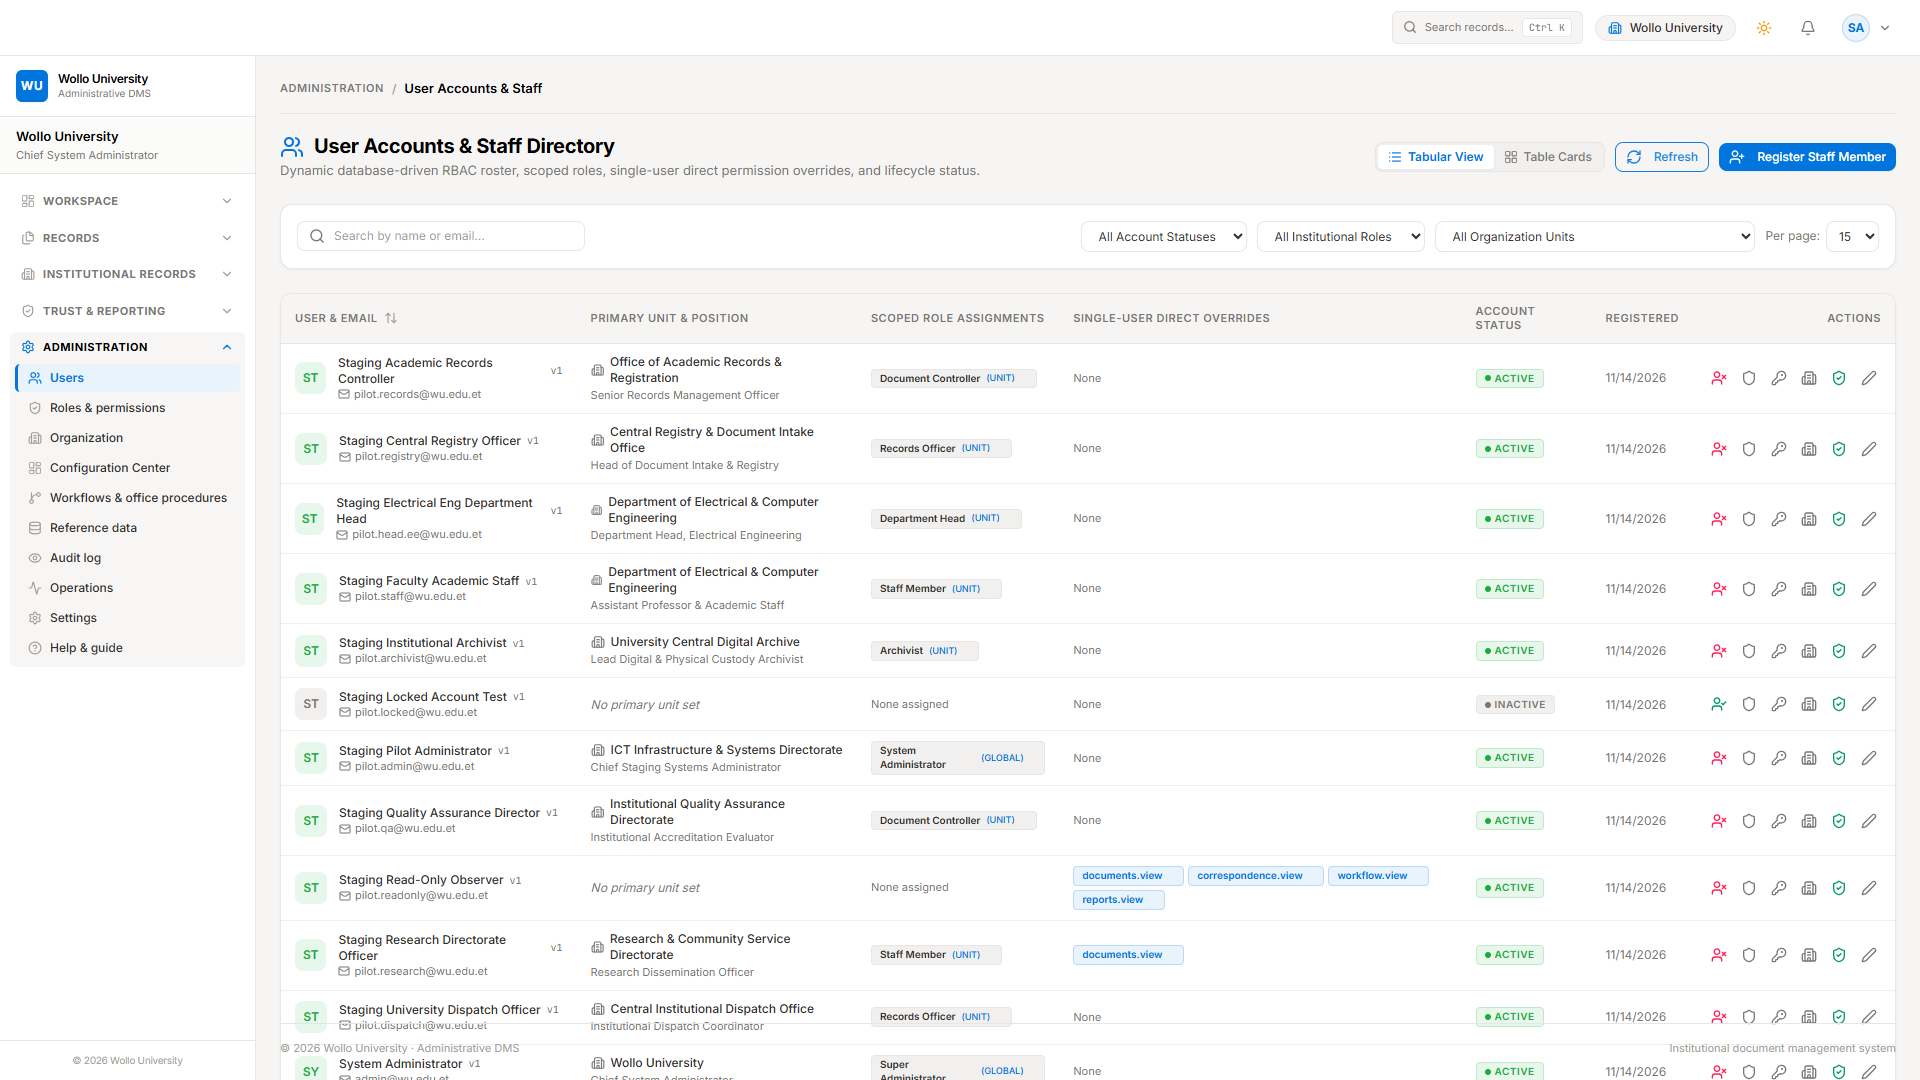 Search records... Ctrl K
Wollo University
SA
WU
Wollo University
Administrative DMS
Wollo University
Chief System Administrator
WORKSPACE
RECORDS
INSTITUTIONAL RECORDS
TRUST & REPORTING
ADMINISTRATION
Users
Roles & permissions
Organization
Configuration Center
Workflows & office procedures
Reference data
Audit log
Operations
Settings
Help & guide
© 2026 Wollo University
ADMINISTRATION / User Accounts & Staff
User Accounts & Staff Directory
Dynamic database-driven RBAC roster, scoped roles, single-user direct permission overrides, and lifecycle status.
Tabular View
Table Cards
Refresh
Register Staff Member
Search by name or email...
All Account Statuses
All Institutional Roles
All Organization Units
Per page: 15
USER & EMAIL
PRIMARY UNIT & POSITION
SCOPED ROLE ASSIGNMENTS
SINGLE-USER DIRECT OVERRIDES
ACCOUNT
STATUS
REGISTERED
ACTIONS
ST
Staging Academic Records
Controller
v1
pilot.records@wu.edu.et
Office of Academic Records &
Registration
Senior Records Management Officer
Document Controller (UNIT)
None
ACTIVE
11/14/2026
ST
Staging Central Registry Officer v1
pilot.registry@wu.edu.et
Central Registry & Document Intake
Office
Head of Document Intake & Registry
Records Officer (UNIT)
None
ACTIVE
11/14/2026
ST
Staging Electrical Eng Department
Head
v1
pilot.head.ee@wu.edu.et
Department of Electrical & Computer
Engineering
Department Head, Electrical Engineering
Department Head (UNIT)
None
ACTIVE
11/14/2026
ST
Staging Faculty Academic Staff v1
pilot.staff@wu.edu.et
Department of Electrical & Computer
Engineering
Assistant Professor & Academic Staff
Staff Member (UNIT)
None
ACTIVE
11/14/2026
ST
Staging Institutional Archivist v1
pilot.archivist@wu.edu.et
University Central Digital Archive
Lead Digital & Physical Custody Archivist
Archivist (UNIT)
None
ACTIVE
11/14/2026
ST
Staging Locked Account Test v1
pilot.locked@wu.edu.et
No primary unit set
None assigned
None
INACTIVE
11/14/2026
ST
Staging Pilot Administrator v1
pilot.admin@wu.edu.et
ICT Infrastructure & Systems Directorate
Chief Staging Systems Administrator
System
Administrator
(GLOBAL)
None
ACTIVE
11/14/2026
ST
Staging Quality Assurance Director v1
pilot.qa@wu.edu.et
Institutional Quality Assurance
Directorate
Institutional Accreditation Evaluator
Document Controller (UNIT)
None
ACTIVE
11/14/2026
ST
Staging Read-Only Observer v1
pilot.readonly@wu.edu.et
No primary unit set
None assigned
documents.view
correspondence.view
workflow.view
reports.view
ACTIVE
11/14/2026
ST
Staging Research Directorate
Officer
v1
pilot.research@wu.edu.et
Research & Community Service
Directorate
Research Dissemination Officer
Staff Member (UNIT)
documents.view
ACTIVE
11/14/2026
ST
Staging University Dispatch Officer v1
pilot.dispatch@wu.edu.et
Central Institutional Dispatch Office
Institutional Dispatch Coordinator
Records Officer (UNIT)
None
ACTIVE
11/14/2026
© 2026 Wollo University · Administrative DMS
Institutional document management system
SY
System Administrator v1
admin@wu.edu.et
Wollo University
Chief System Administrator
Super
Administrator
(GLOBAL)
None
ACTIVE
11/14/2026